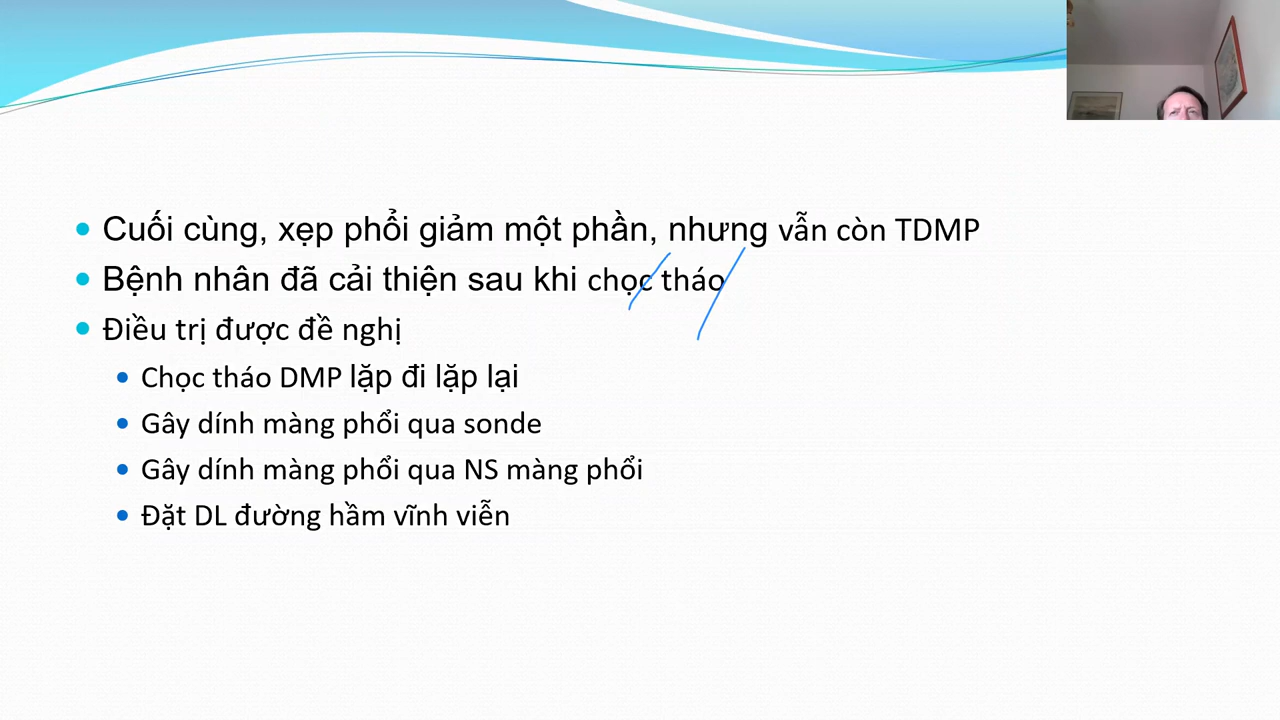 Cuối cùng, xẹp phổi giảm một phần, nhưng vẫn còn TDMP
Bệnh nhân đã cải thiện sau khi chọc tháo
Điều trị được đề nghị
Chọc tháo DMP lặp đi lặp lại
Gây dính màng phổi qua sonde
Gây dính màng phổi qua NS màng phổi
Đặt DL đường hầm vĩnh viễn